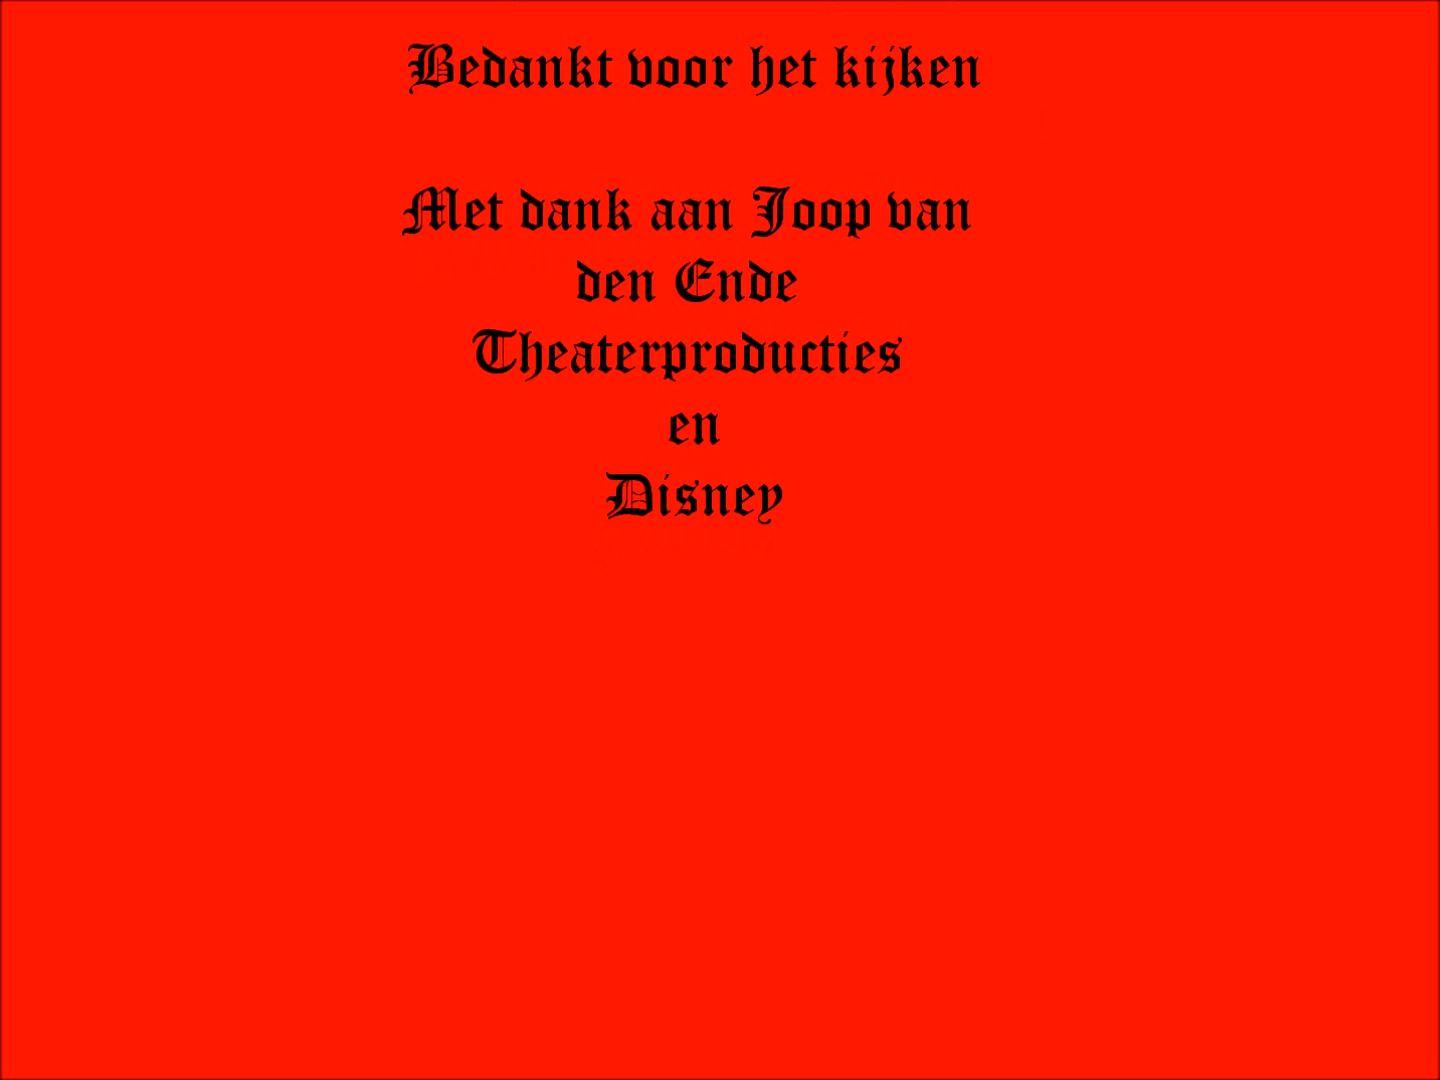 Bedankt voor het kijken
Met dank aan Joop van
den Ende
Theaterproducties
en
Disney